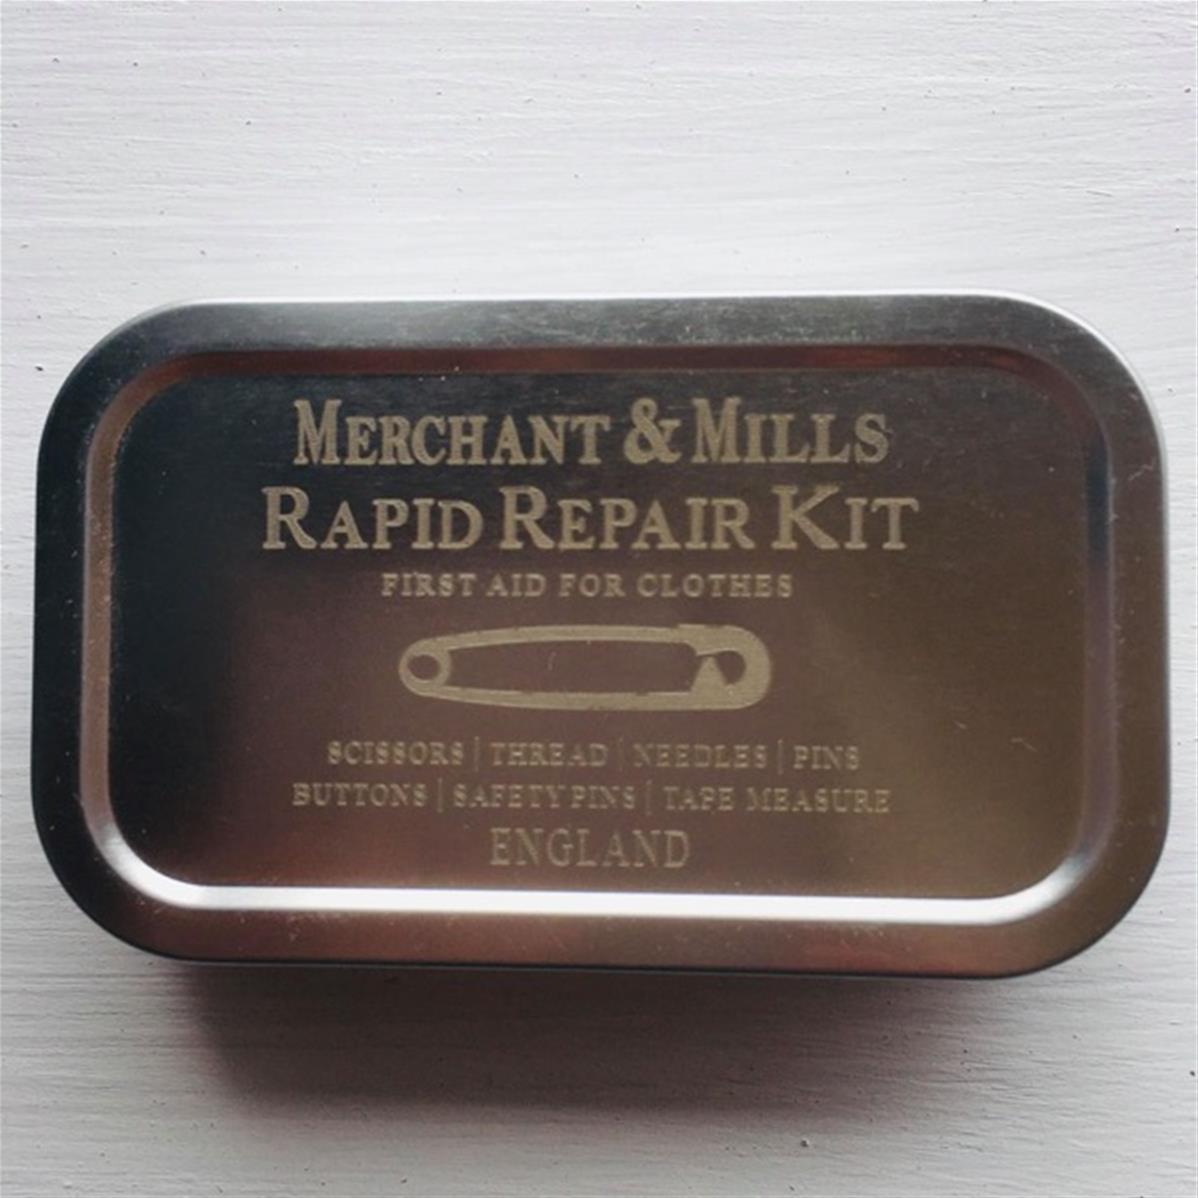 MERCHANT & MILLS
RAPID REPAIR KIT
FIRST AID FOR CLOTHES
SCISSORS | THREAD | NEEDLES | PINS
BUTTONS | SAFETY PINS | TAPE MEASURE
ENGLAND